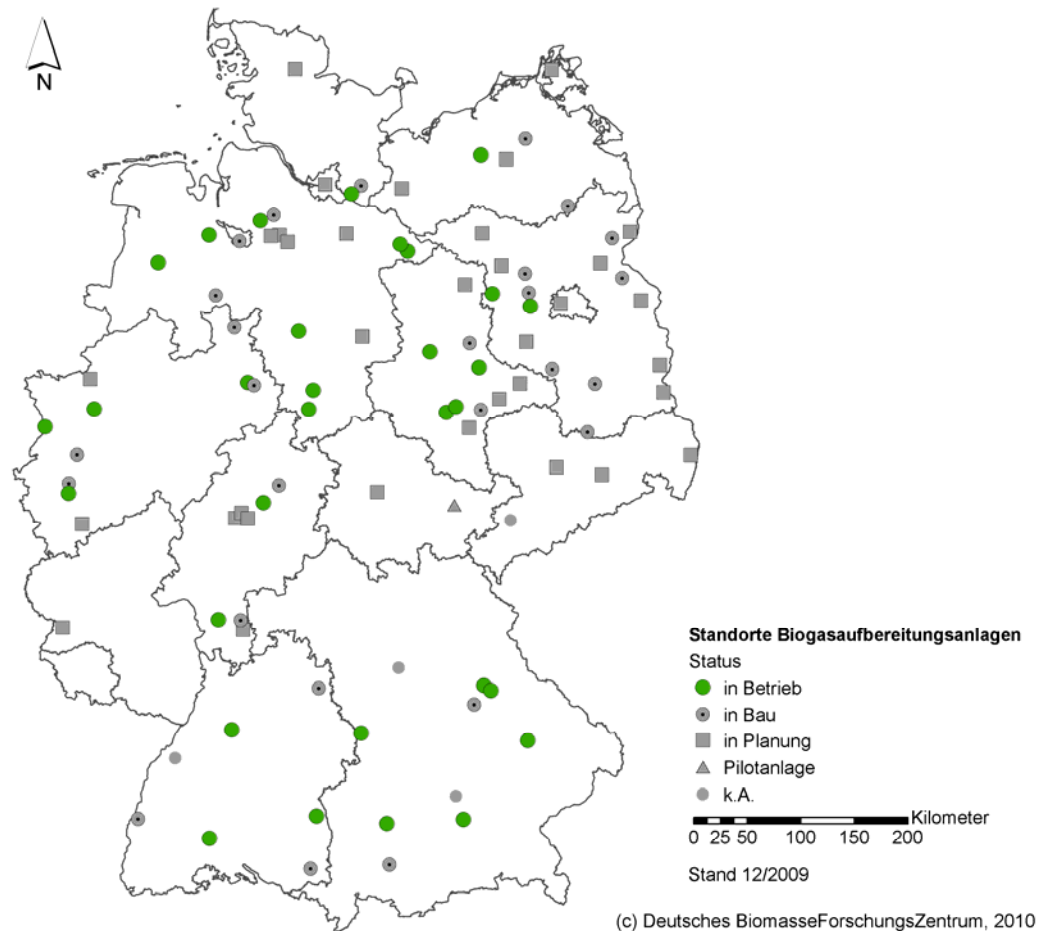 N
Standorte Biogasaufbereitungsanlagen
Status
in Betrieb
in Bau
in Planung
Pilotanlage
k.A.
Kilometer
0 25 50 100 150 200
Stand 12/2009
(c) Deutsches BiomasseForschungsZentrum, 2010